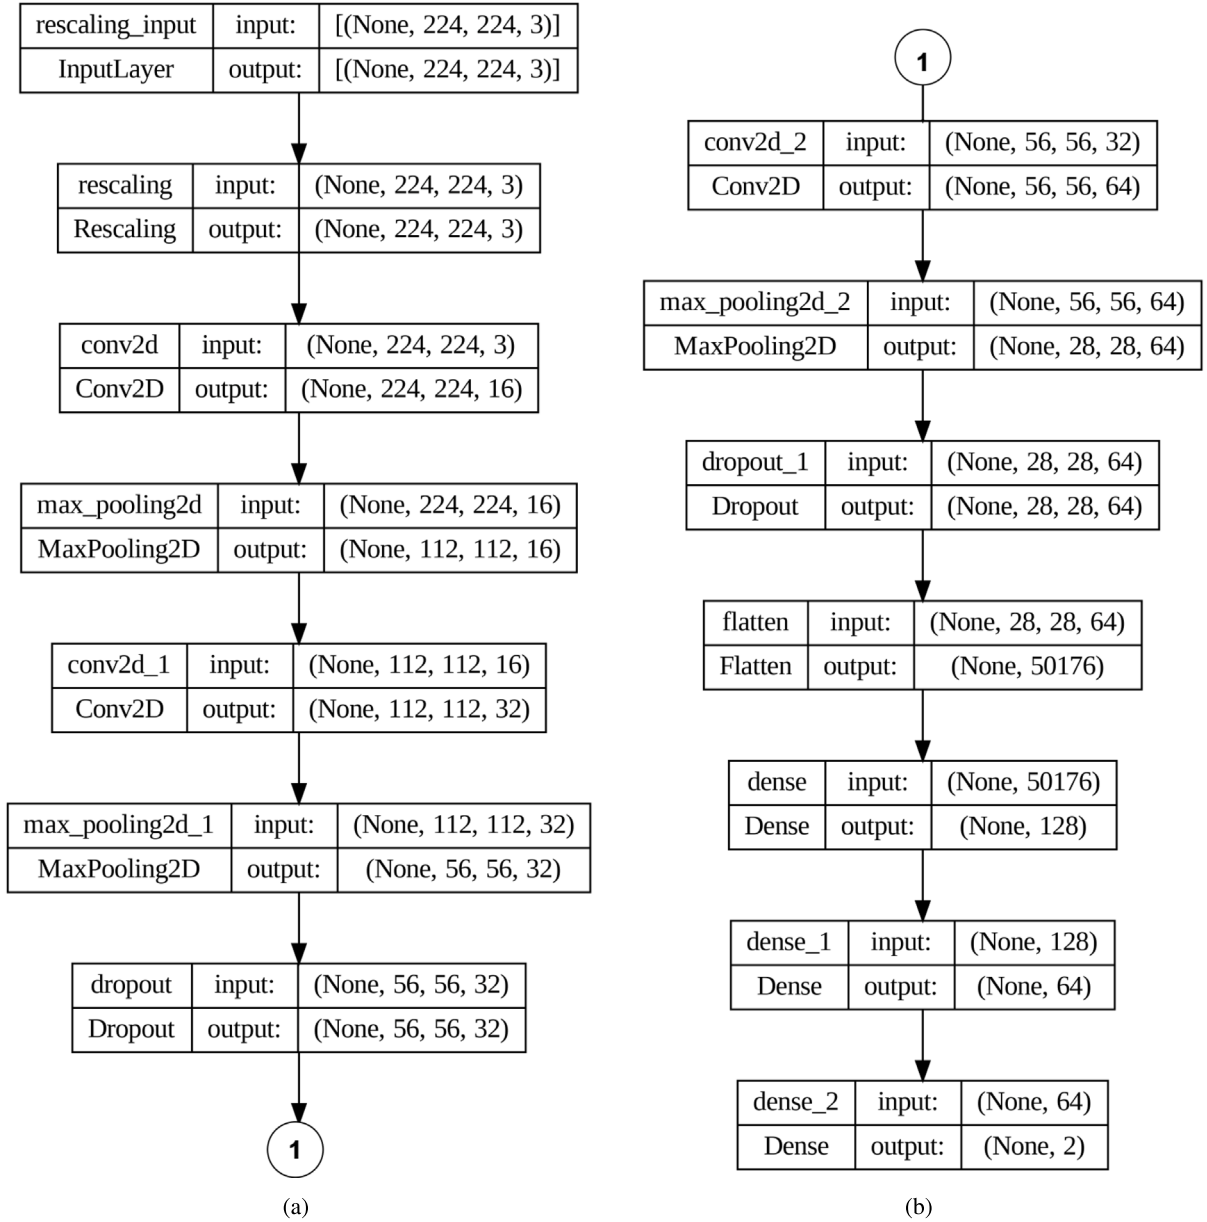 rescaling_input input: [(None, 224, 224, 3)]
InputLayer output: [(None, 224, 224, 3)]
rescaling input: (None, 224, 224, 3)
Rescaling output: (None, 224, 224, 3)
conv2d input: (None, 224, 224, 3)
Conv2D output: (None, 224, 224, 16)
max_pooling2d input: (None, 224, 224, 16)
MaxPooling2D output: (None, 112, 112, 16)
conv2d_1 input: (None, 112, 112, 16)
Conv2D output: (None, 112, 112, 32)
max_pooling2d_1 input: (None, 112, 112, 32)
MaxPooling2D output: (None, 56, 56, 32)
dropout input: (None, 56, 56, 32)
Dropout output: (None, 56, 56, 32)
1
(a)
1
conv2d_2 input: (None, 56, 56, 32)
Conv2D output: (None, 56, 56, 64)
max_pooling2d_2 input: (None, 56, 56, 64)
MaxPooling2D output: (None, 28, 28, 64)
dropout_1 input: (None, 28, 28, 64)
Dropout output: (None, 28, 28, 64)
flatten input: (None, 28, 28, 64)
Flatten output: (None, 50176)
dense input: (None, 50176)
Dense output: (None, 128)
dense_1 input: (None, 128)
Dense output: (None, 64)
dense_2 input: (None, 64)
Dense output: (None, 2)
(b)